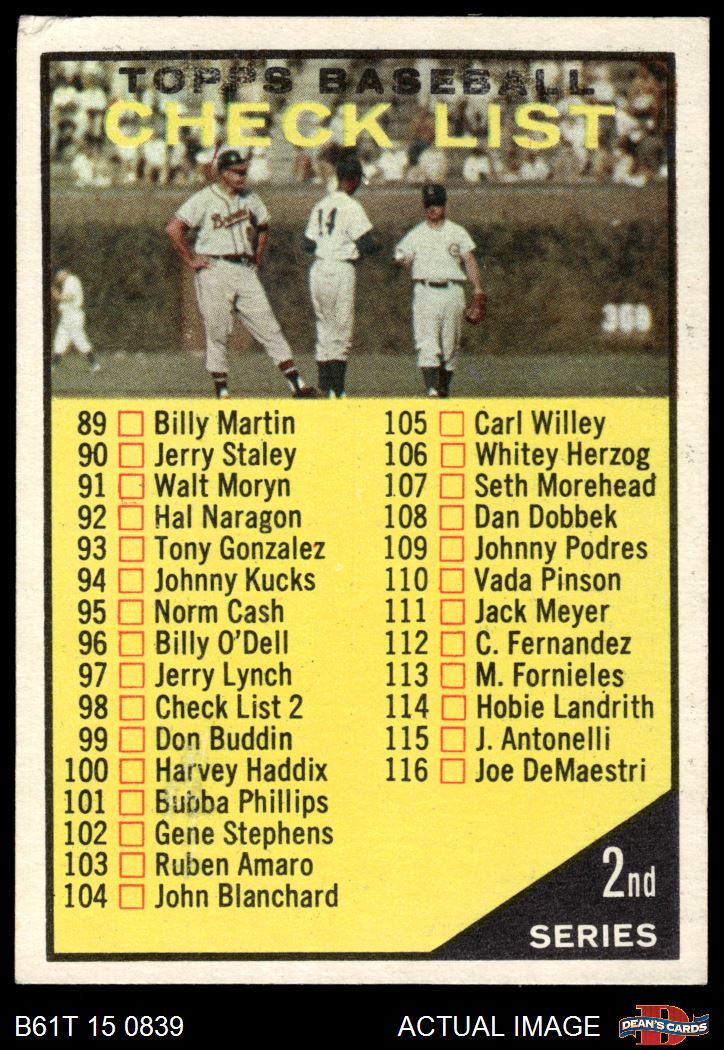 TOPPS BASEBALL
CHECK LIST
Braves
14
368
89 Billy Martin
90 Jerry Staley
91 Walt Moryn
92 Hal Naragon
93 Tony Gonzalez
94 Johnny Kucks
95 Norm Cash
96 Billy O'Dell
97 Jerry Lynch
98 Check List 2
99 Don Buddin
100 Harvey Haddix
101 Bubba Phillips
102 Gene Stephens
103 Ruben Amaro
104 John Blanchard
105 Carl Willey
106 Whitey Herzog
107 Seth Morehead
108 Dan Dobbek
109 Johnny Podres
110 Vada Pinson
111 Jack Meyer
112 C. Fernandez
113 M. Fornieles
114 Hobie Landrith
115 J. Antonelli
116 Joe DeMaestri
2nd
SERIES
B61T 15 0839
ACTUAL IMAGE
DEAN'S CARDS